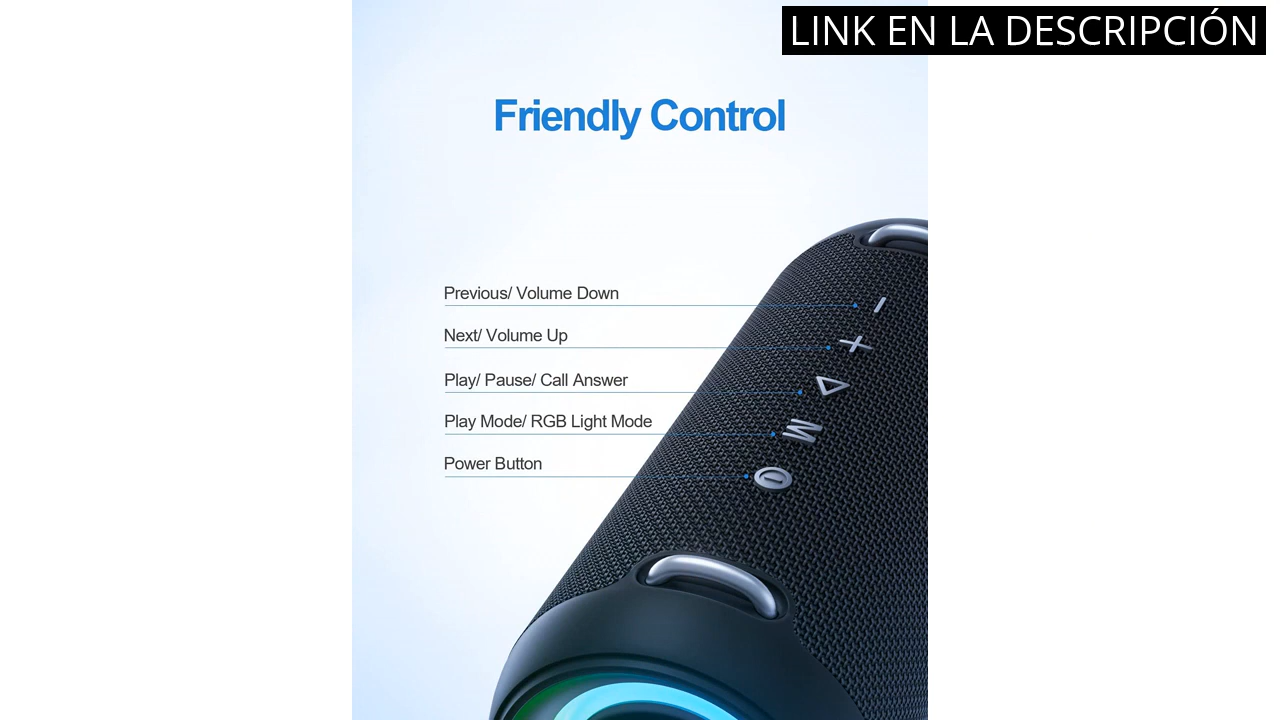 LINK EN LA DESCRIPCIÓN
Friendly Control
Previous/ Volume Down
Next/ Volume Up
Play/ Pause/ Call Answer
Play Mode/ RGB Light Mode
Power Button
M